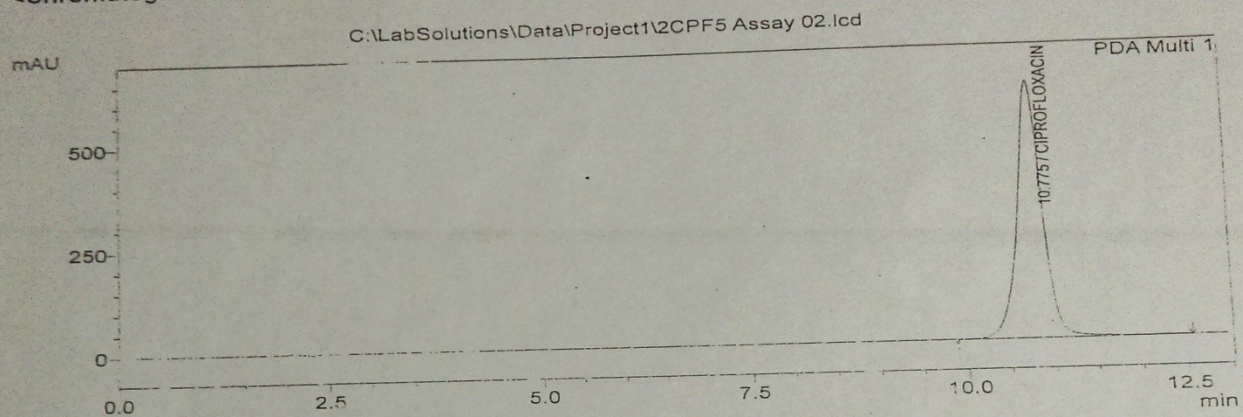 C:\LabSolutions\Data\Project1\2CPF5 Assay 02.lcd
mAU
PDA Multi 1
10.775 / CIPROFLOXACIN
500
250
0
0.0 2.5 5.0 7.5 10.0 12.5
min